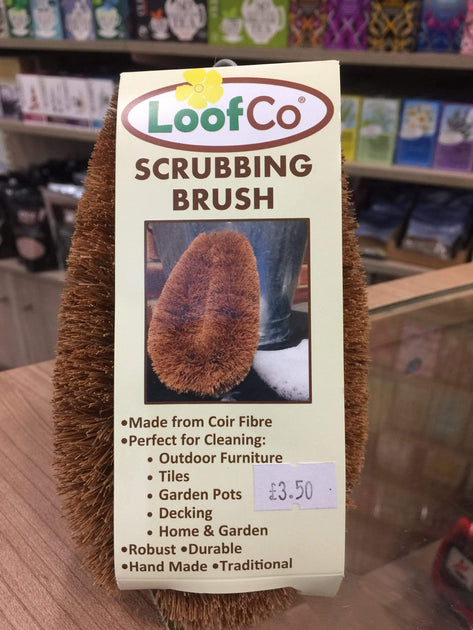 LoofCo®
SCRUBBING
BRUSH
•Made from Coir Fibre
•Perfect for Cleaning:
• Outdoor Furniture
• Tiles
• Garden Pots
• Decking
• Home & Garden
•Robust •Durable
•Hand Made •Traditional
£3.50